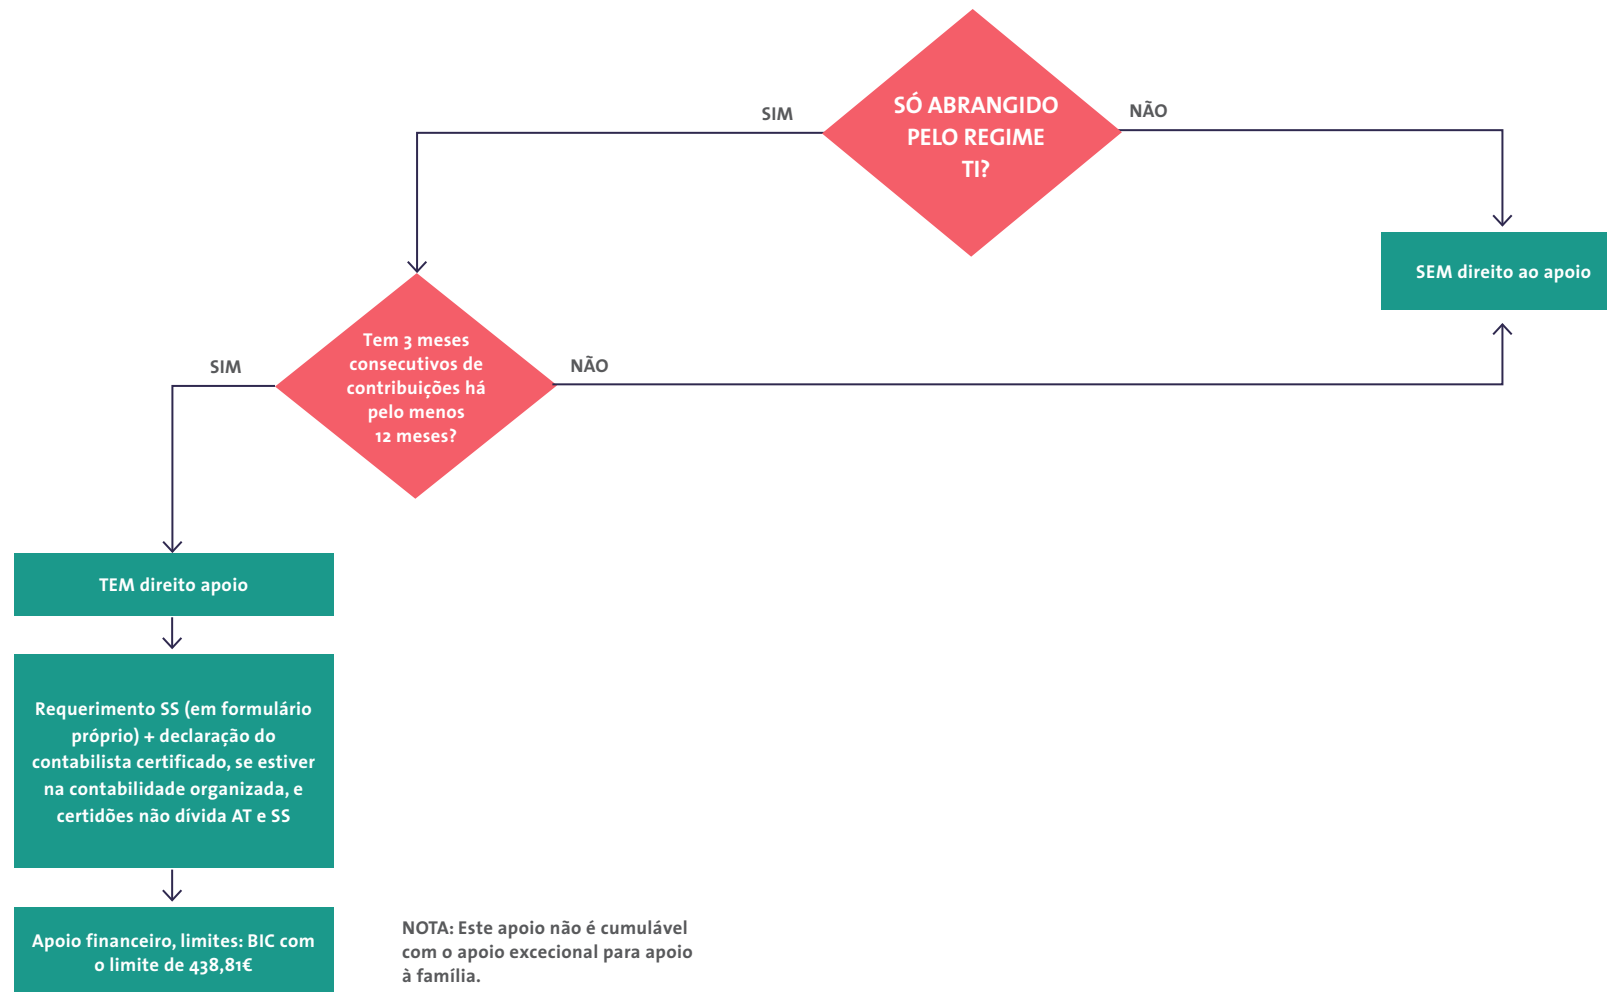 SÓ ABRANGIDO
PELO REGIME
TI?
SIM
NÃO
SEM direito ao apoio
Tem 3 meses
consecutivos de
contribuições há
pelo menos
12 meses?
SIM
NÃO
TEM direito apoio
Requerimento SS (em formulário
próprio) + declaração do
contabilista certificado, se estiver
na contabilidade organizada, e
certidões não dívida AT e SS
Apoio financeiro, limites: BIC com
o limite de 438,81€
NOTA: Este apoio não é cumulável
com o apoio excecional para apoio
à família.